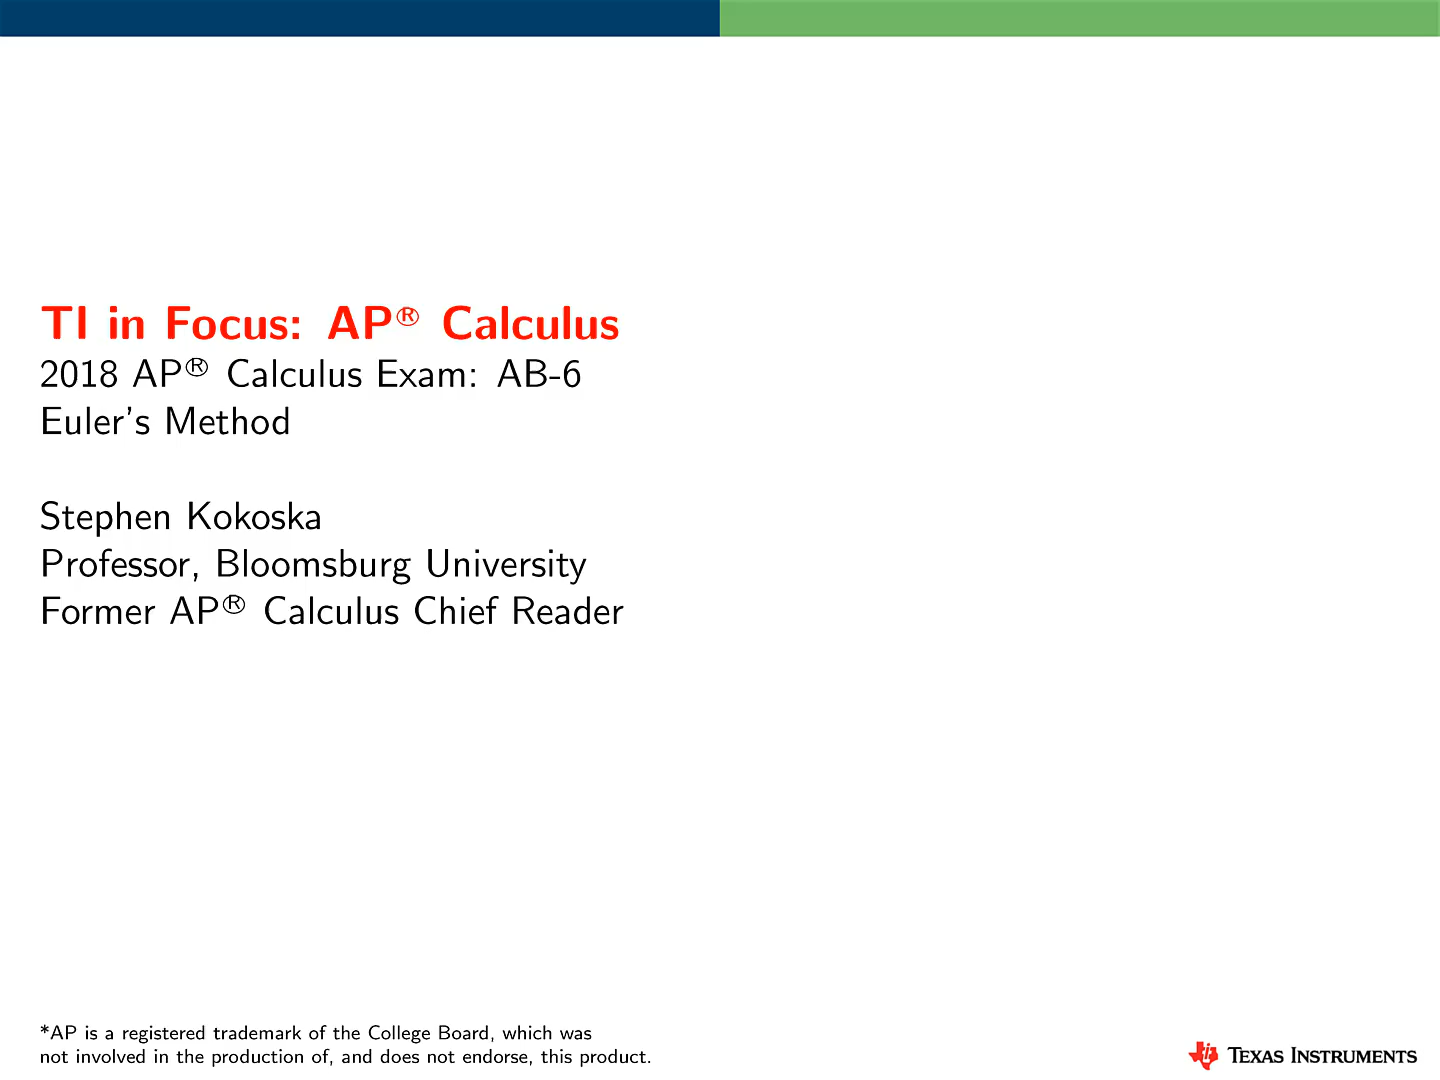 TI in Focus: AP® Calculus
2018 AP® Calculus Exam: AB-6
Euler's Method
Stephen Kokoska
Professor, Bloomsburg University
Former AP® Calculus Chief Reader
*AP is a registered trademark of the College Board, which was
not involved in the production of, and does not endorse, this product.
TEXAS INSTRUMENTS